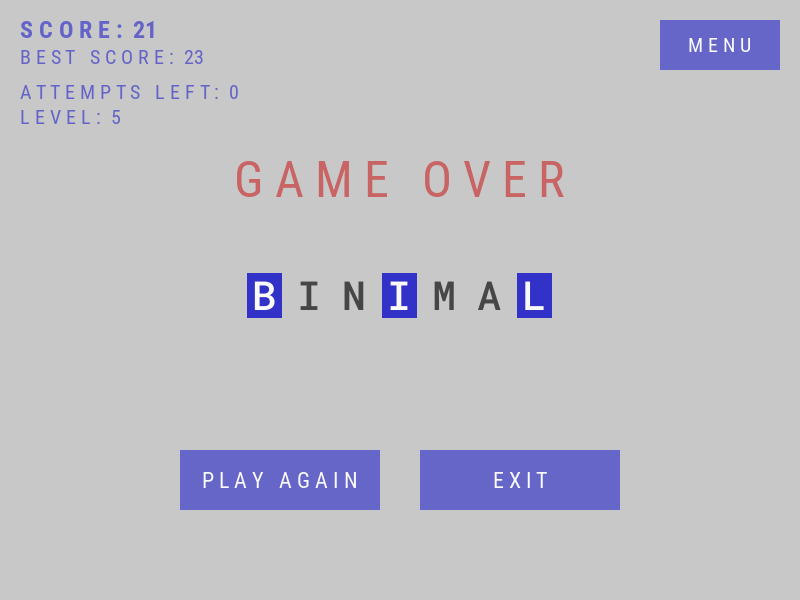 SCORE: 21
BEST SCORE: 23
ATTEMPTS LEFT: 0
LEVEL: 5
MENU
GAME OVER
BINIMAL
PLAY AGAIN
EXIT